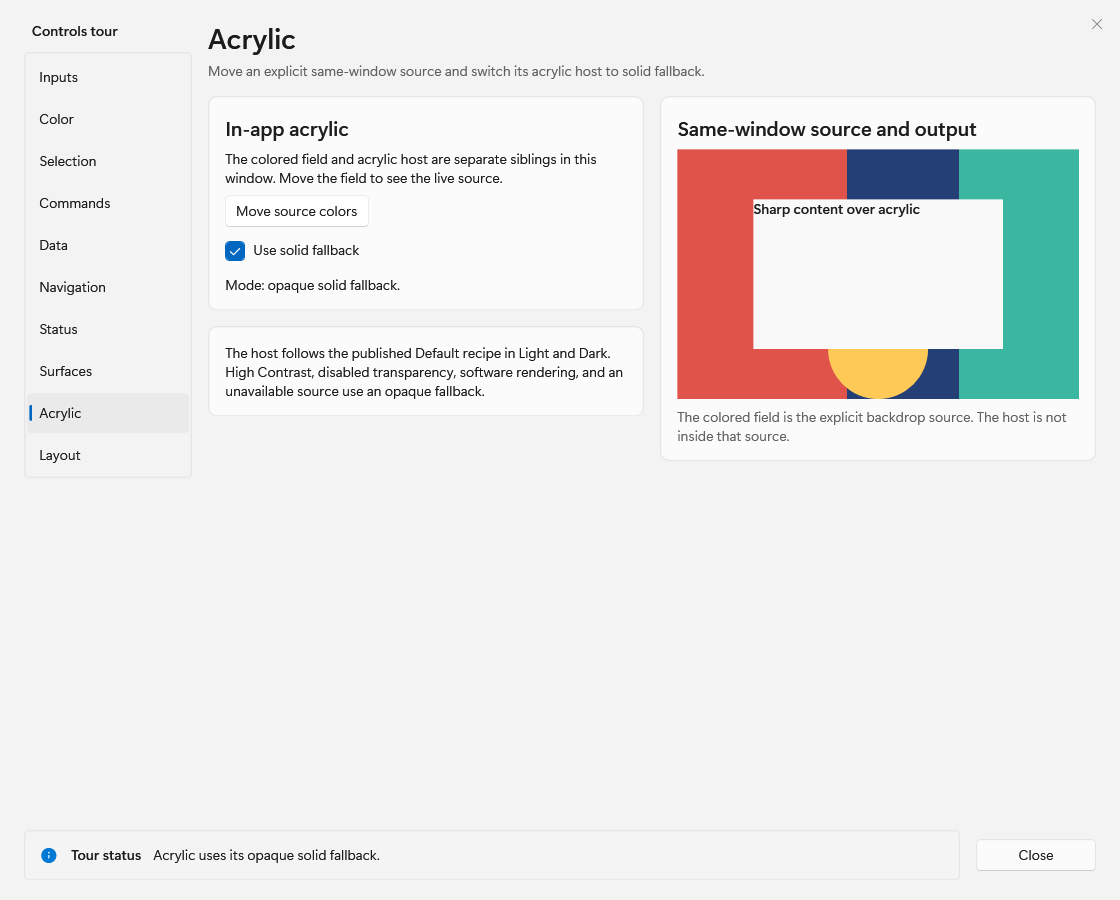 Controls tour
Inputs
Color
Selection
Commands
Data
Navigation
Status
Surfaces
Acrylic
Layout
Acrylic
Move an explicit same-window source and switch its acrylic host to solid fallback.
In-app acrylic
The colored field and acrylic host are separate siblings in this
window. Move the field to see the live source.
Move source colors
Use solid fallback
Mode: opaque solid fallback.
The host follows the published Default recipe in Light and Dark.
High Contrast, disabled transparency, software rendering, and an
unavailable source use an opaque fallback.
Same-window source and output
Sharp content over acrylic
The colored field is the explicit backdrop source. The host is not
inside that source.
Tour status Acrylic uses its opaque solid fallback.
Close